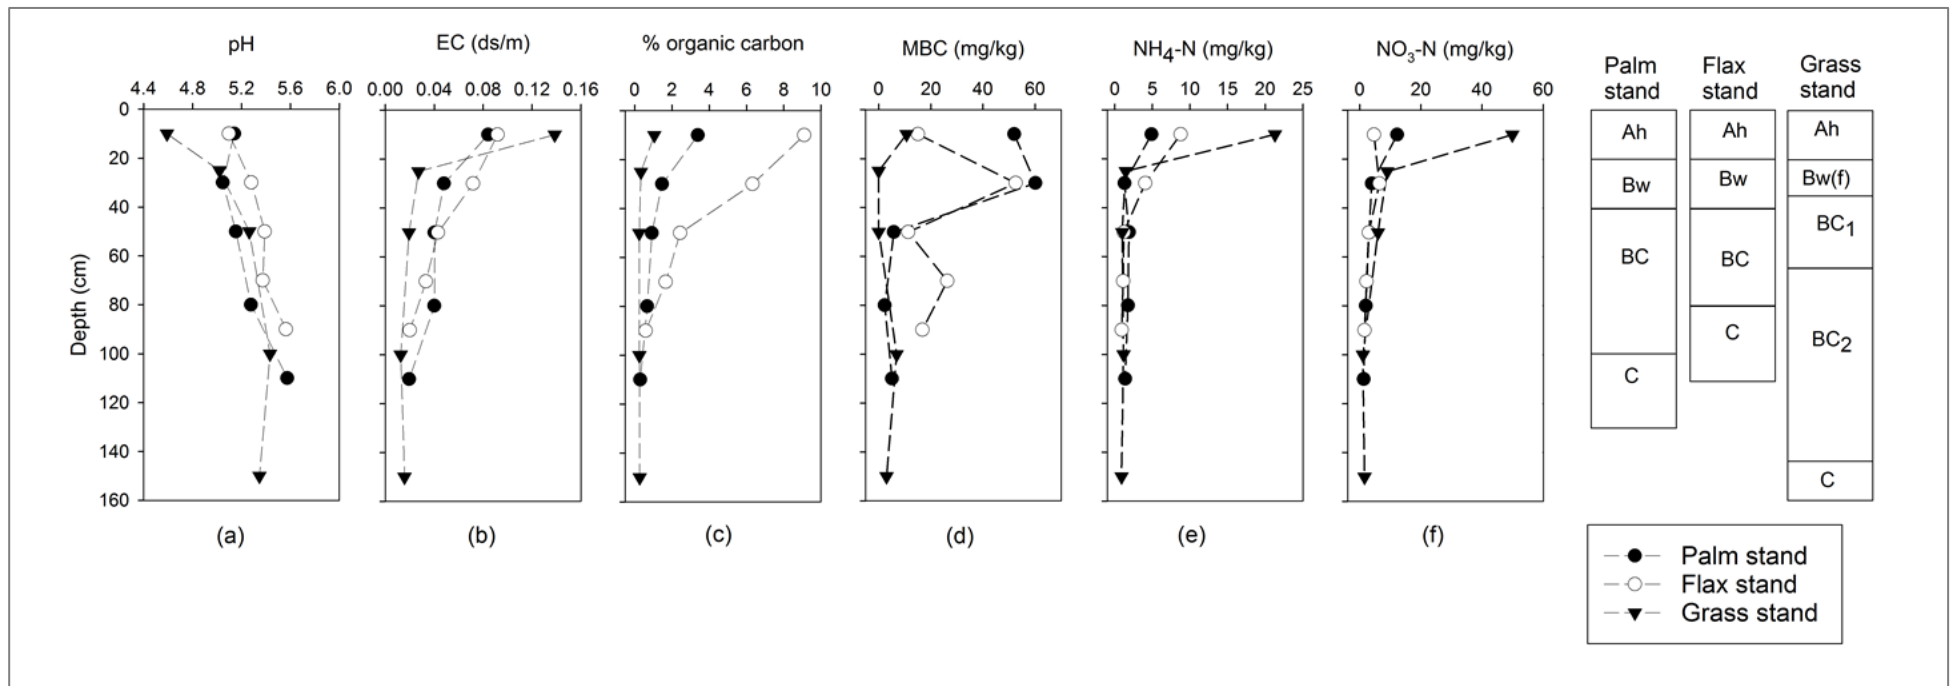 pH
EC (ds/m)
% organic carbon
MBC (mg/kg)
NH4-N (mg/kg)
NO3-N (mg/kg)
Palm stand
Flax stand
Grass stand
4.4 4.8 5.2 5.6 6.0
0.00 0.04 0.08 0.12 0.16
0 2 4 6 8 10
0 20 40 60
0 5 10 15 20 25
0 20 40 60
0
20
40
60
80
100
120
140
160
Depth (cm)
Ah
Bw
BC
C
Ah
Bw
BC
C
Ah
Bw(f)
BC1
BC2
C
(a)
(b)
(c)
(d)
(e)
(f)
Palm stand
Flax stand
Grass stand